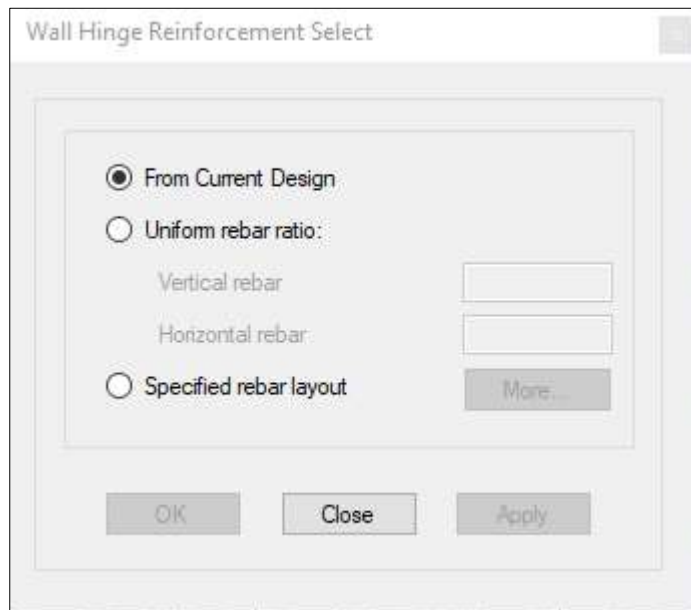 Wall Hinge Reinforcement Select
From Current Design
Uniform rebar ratio:
Vertical rebar
Horizontal rebar
Specified rebar layout
More...
OK
Close
Apply